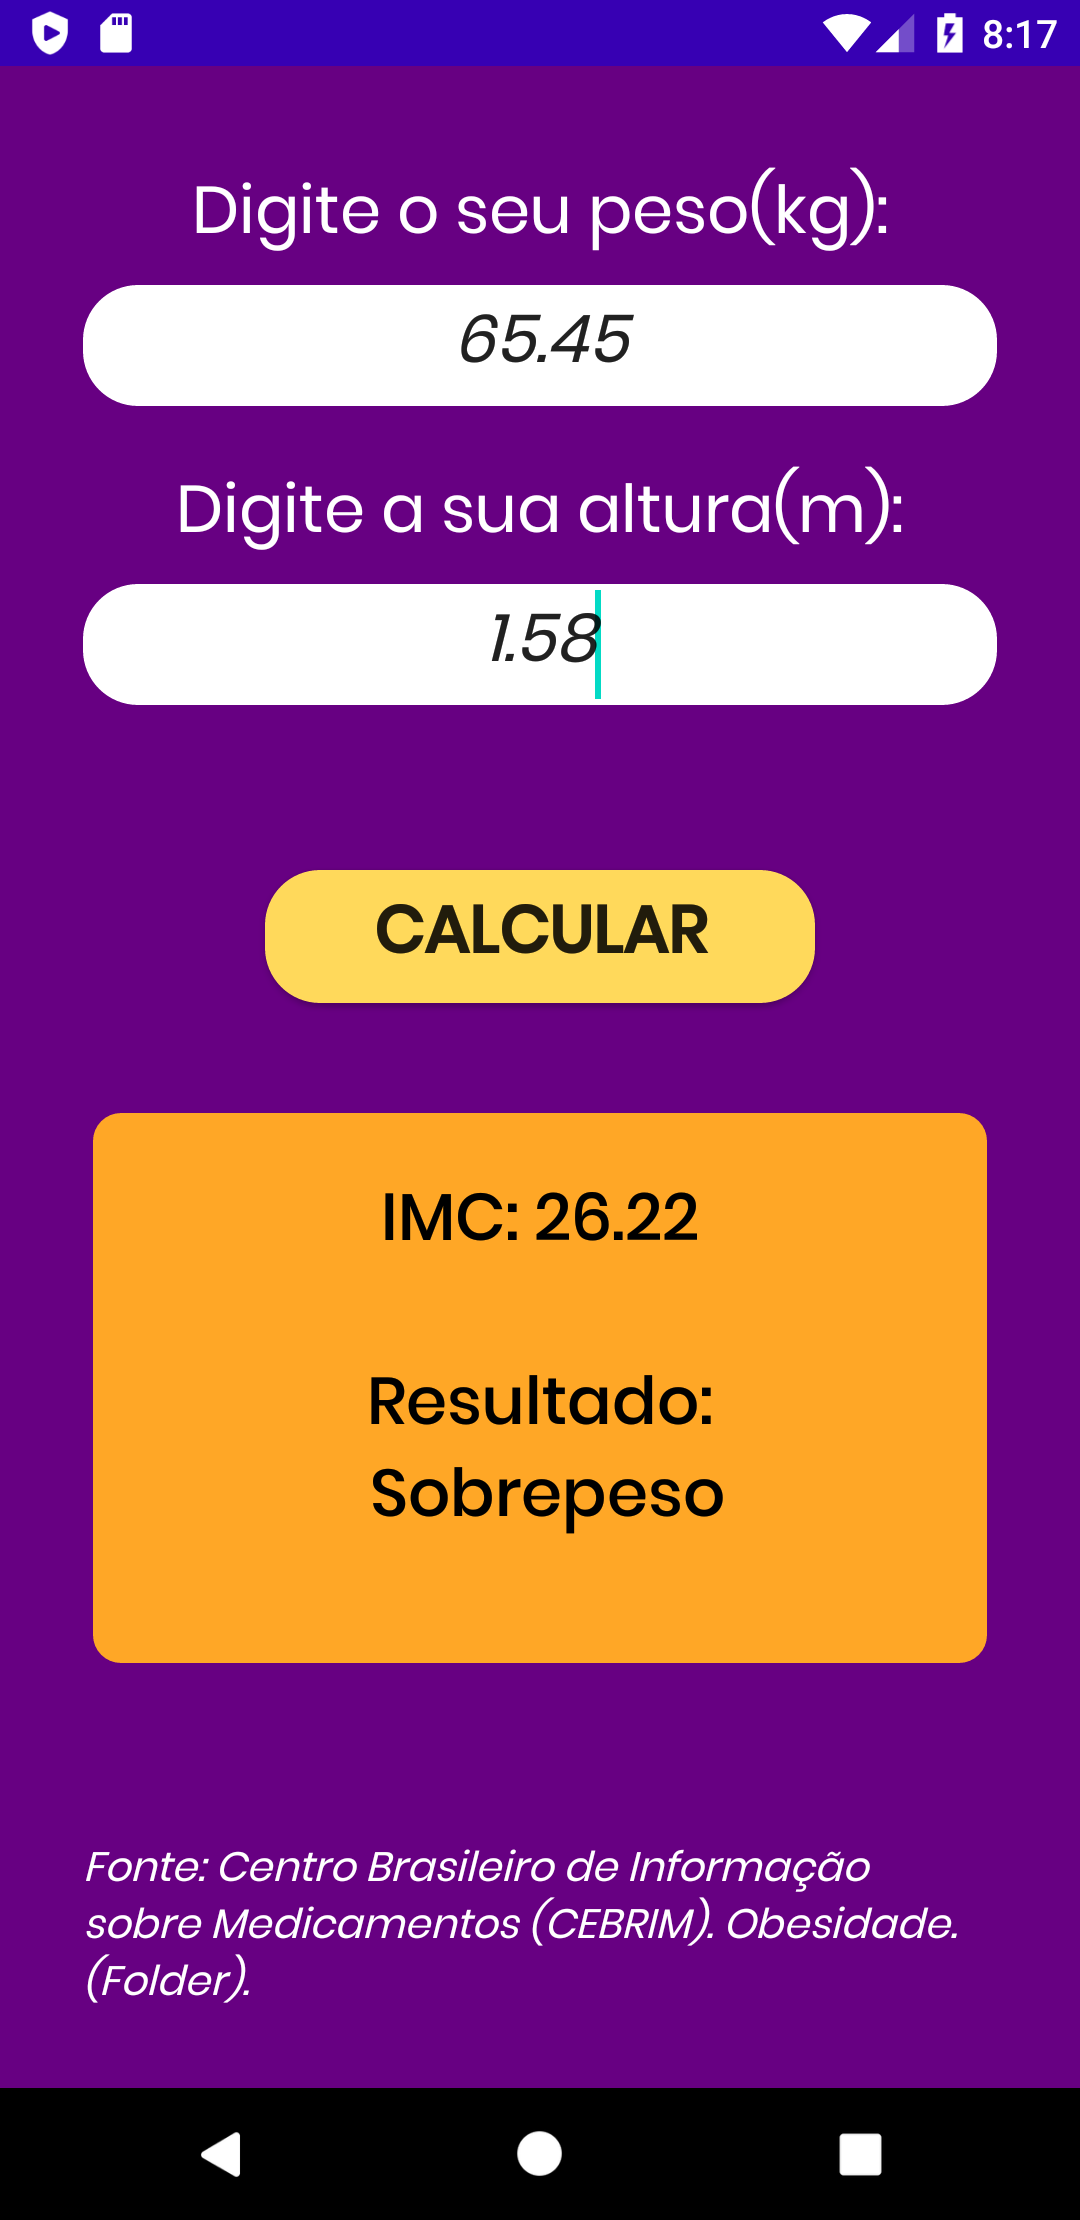 8:17
Digite o seu peso(kg):
65.45
Digite a sua altura(m):
1.58
CALCULAR
IMC: 26.22
Resultado:
Sobrepeso
Fonte: Centro Brasileiro de Informação
sobre Medicamentos (CEBRIM). Obesidade.
(Folder).